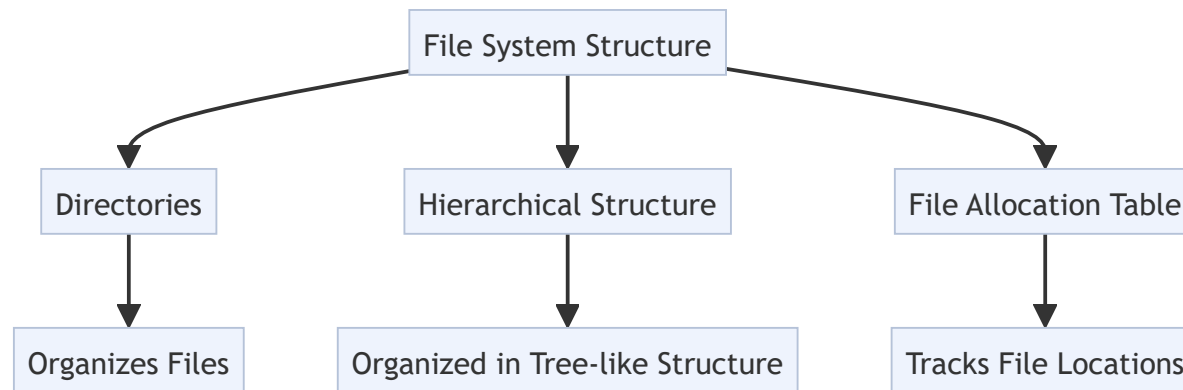 File System Structure
Directories
Hierarchical Structure
File Allocation Table
Organizes Files
Organized in Tree-like Structure
Tracks File Locations